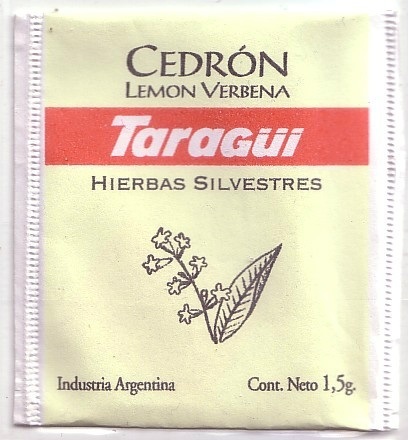 CEDRÓN
LEMON VERBENA
Taragüi
HIERBAS SILVESTRES
Industria Argentina Cont. Neto 1,5g.